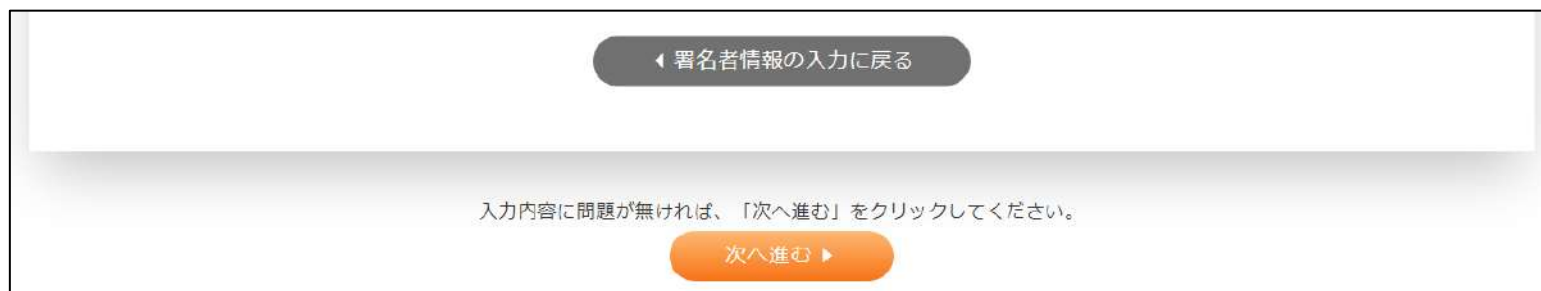 ◀ 署名者情報の入力に戻る
入力内容に問題が無ければ、「次へ進む」をクリックしてください。
次へ進む ▶